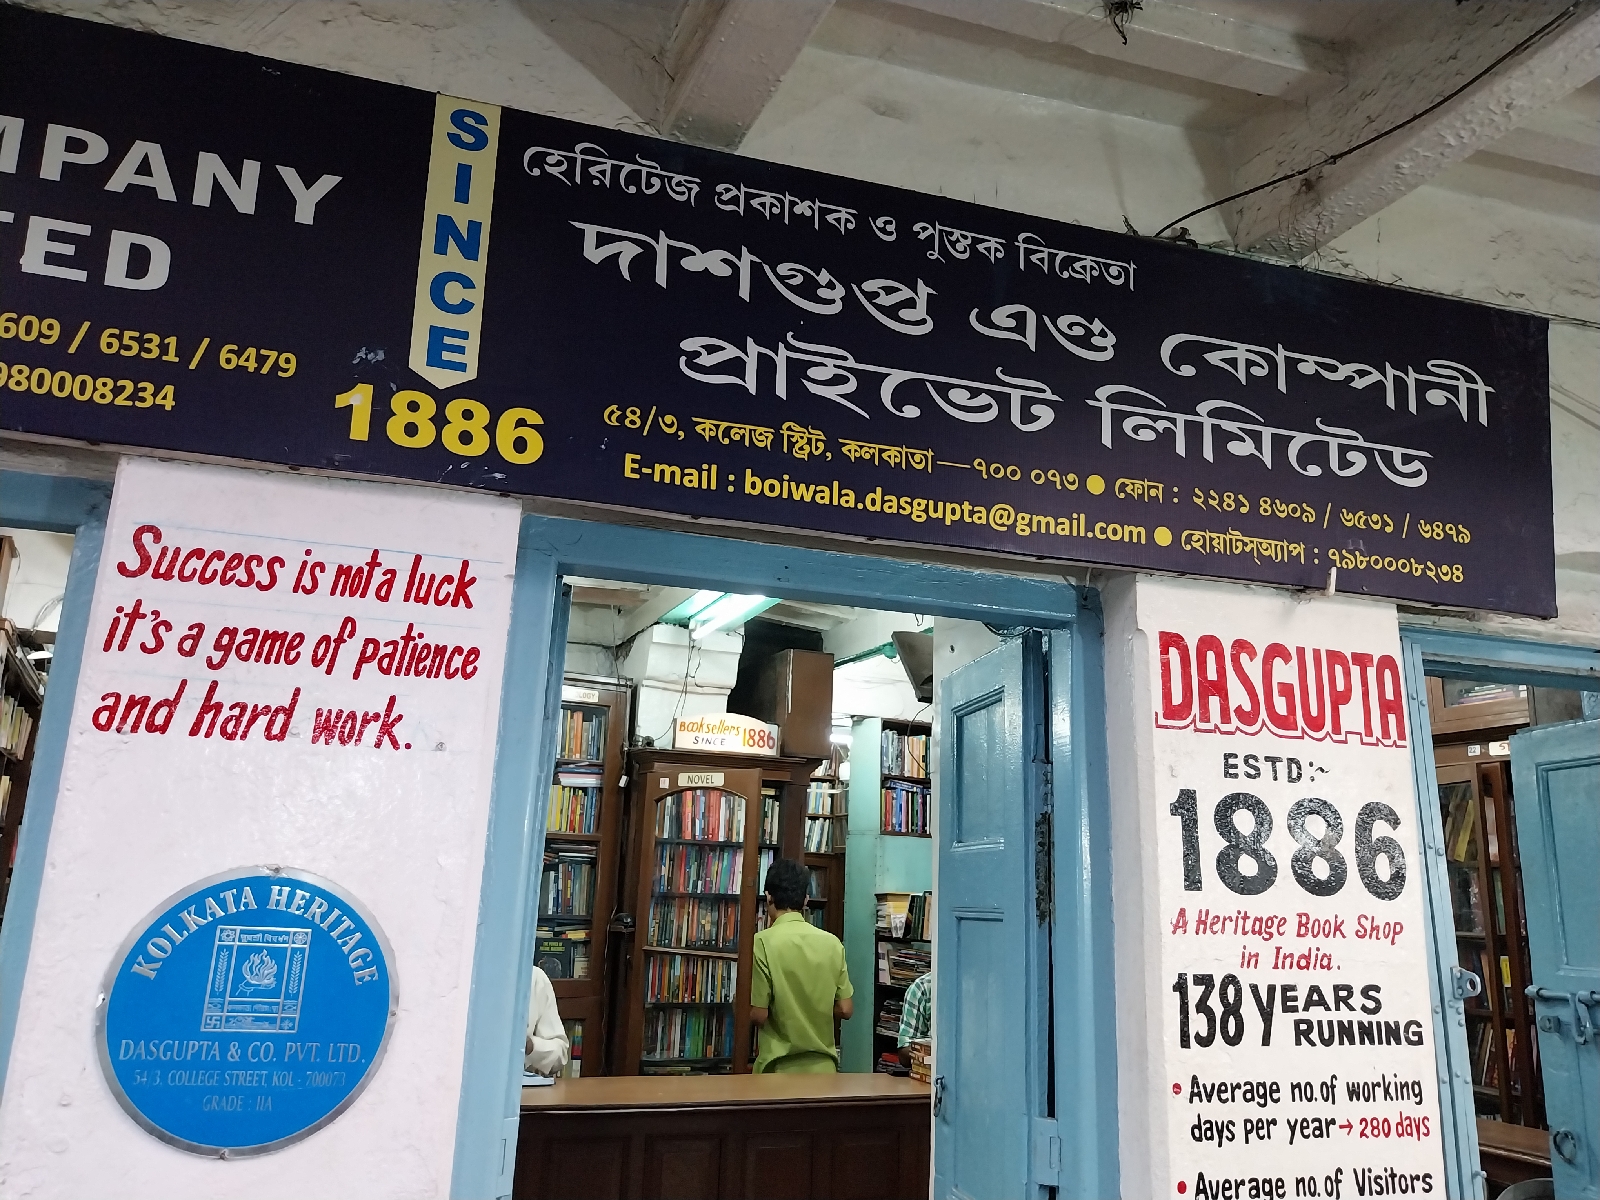 SINCE
1886
609 / 6531 / 6479
980008234
হেরিটেজ প্রকাশক ও পুস্তক বিক্রেতা
দাশগুপ্ত এণ্ড কোম্পানী
প্রাইভেট লিমিটেড
৫৪/৩, কলেজ স্ট্রিট, কলকাতা—৭০০ ০৭৩ ● ফোন : ২২৪১ ৪৬০৯ / ৬৫৩১ / ৬৪৭৯
E-mail : boiwala.dasgupta@gmail.com ● হোয়াটস্অ্যাপ : ৭৯৮০০০৮২৩৪
Success is not a luck
it's a game of patience
and hard work.
KOLKATA HERITAGE
DASGUPTA & CO. PVT. LTD.
54/3, COLLEGE STREET, KOL - 700073
GRADE : IIA
Booksellers
SINCE 1886
NOVEL
DASGUPTA
ESTD:~
1886
A Heritage Book Shop
in India.
138 YEARS
RUNNING
• Average no. of working
days per year→ 280 days
• Average no. of Visitors